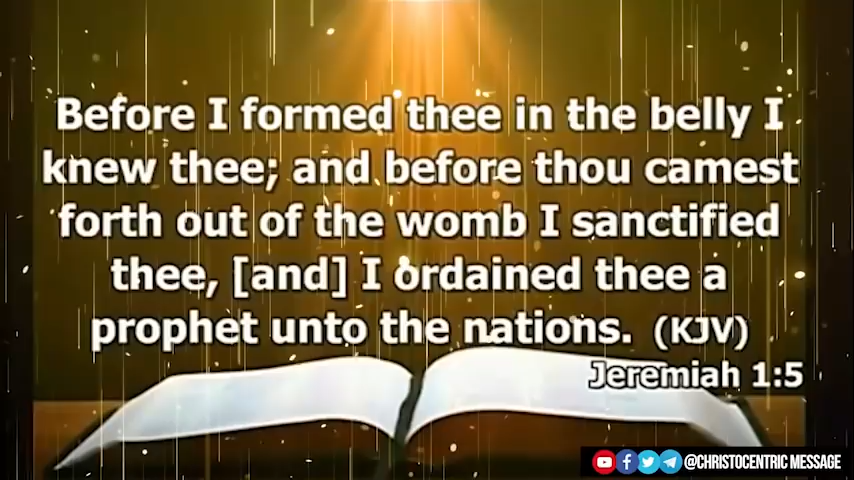 Before I formed thee in the belly I
knew thee; and before thou camest
forth out of the womb I sanctified
thee, [and] I ordained thee a
prophet unto the nations. (KJV)
Jeremiah 1:5
@CHRISTOCENTRIC MESSAGE